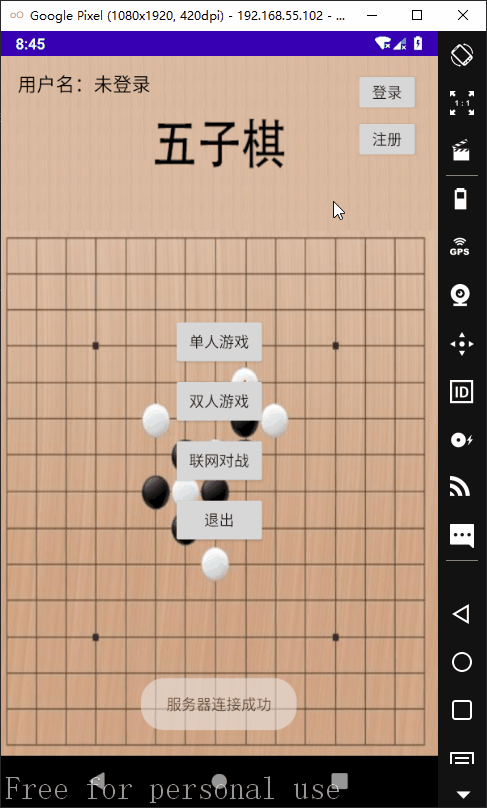 Google Pixel (1080x1920, 420dpi) - 192.168.55.102 - ...
8:45
用户名：未登录
登录
注册
五子棋
1:1
GPS
单人游戏
双人游戏
联网对战
ID
退出
服务器连接成功
Free for personal use